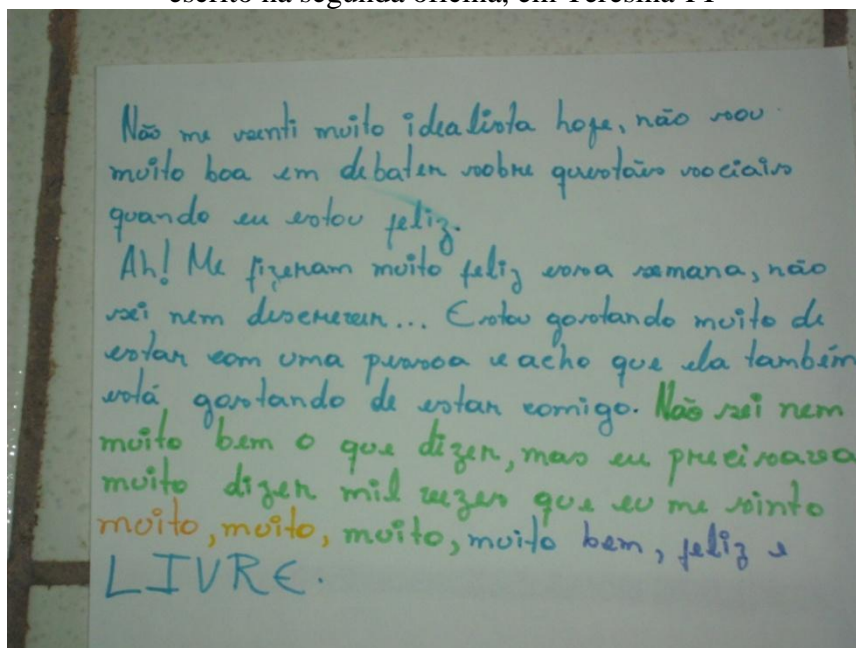 escrito na segunda oficina, em Teresina-PI
Não me senti muito idealista hoje, não sou
muito boa em debater sobre questões sociais
quando eu estou feliz.
Ah! Me fizeram muito feliz essa semana, não
sei nem descrever... Estou gostando muito de
estar com uma pessoa e acho que ela também
está gostando de estar comigo. Não sei nem
muito bem o que dizer, mas eu precisava
muito dizer mil vezes que eu me sinto
muito, muito, muito, muito bem, feliz e
LIVRE.